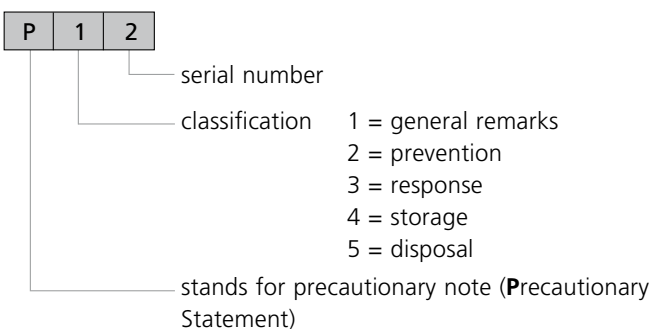 P 1 2
serial number
classification 1 = general remarks
2 = prevention
3 = response
4 = storage
5 = disposal
stands for precautionary note (Precautionary
Statement)